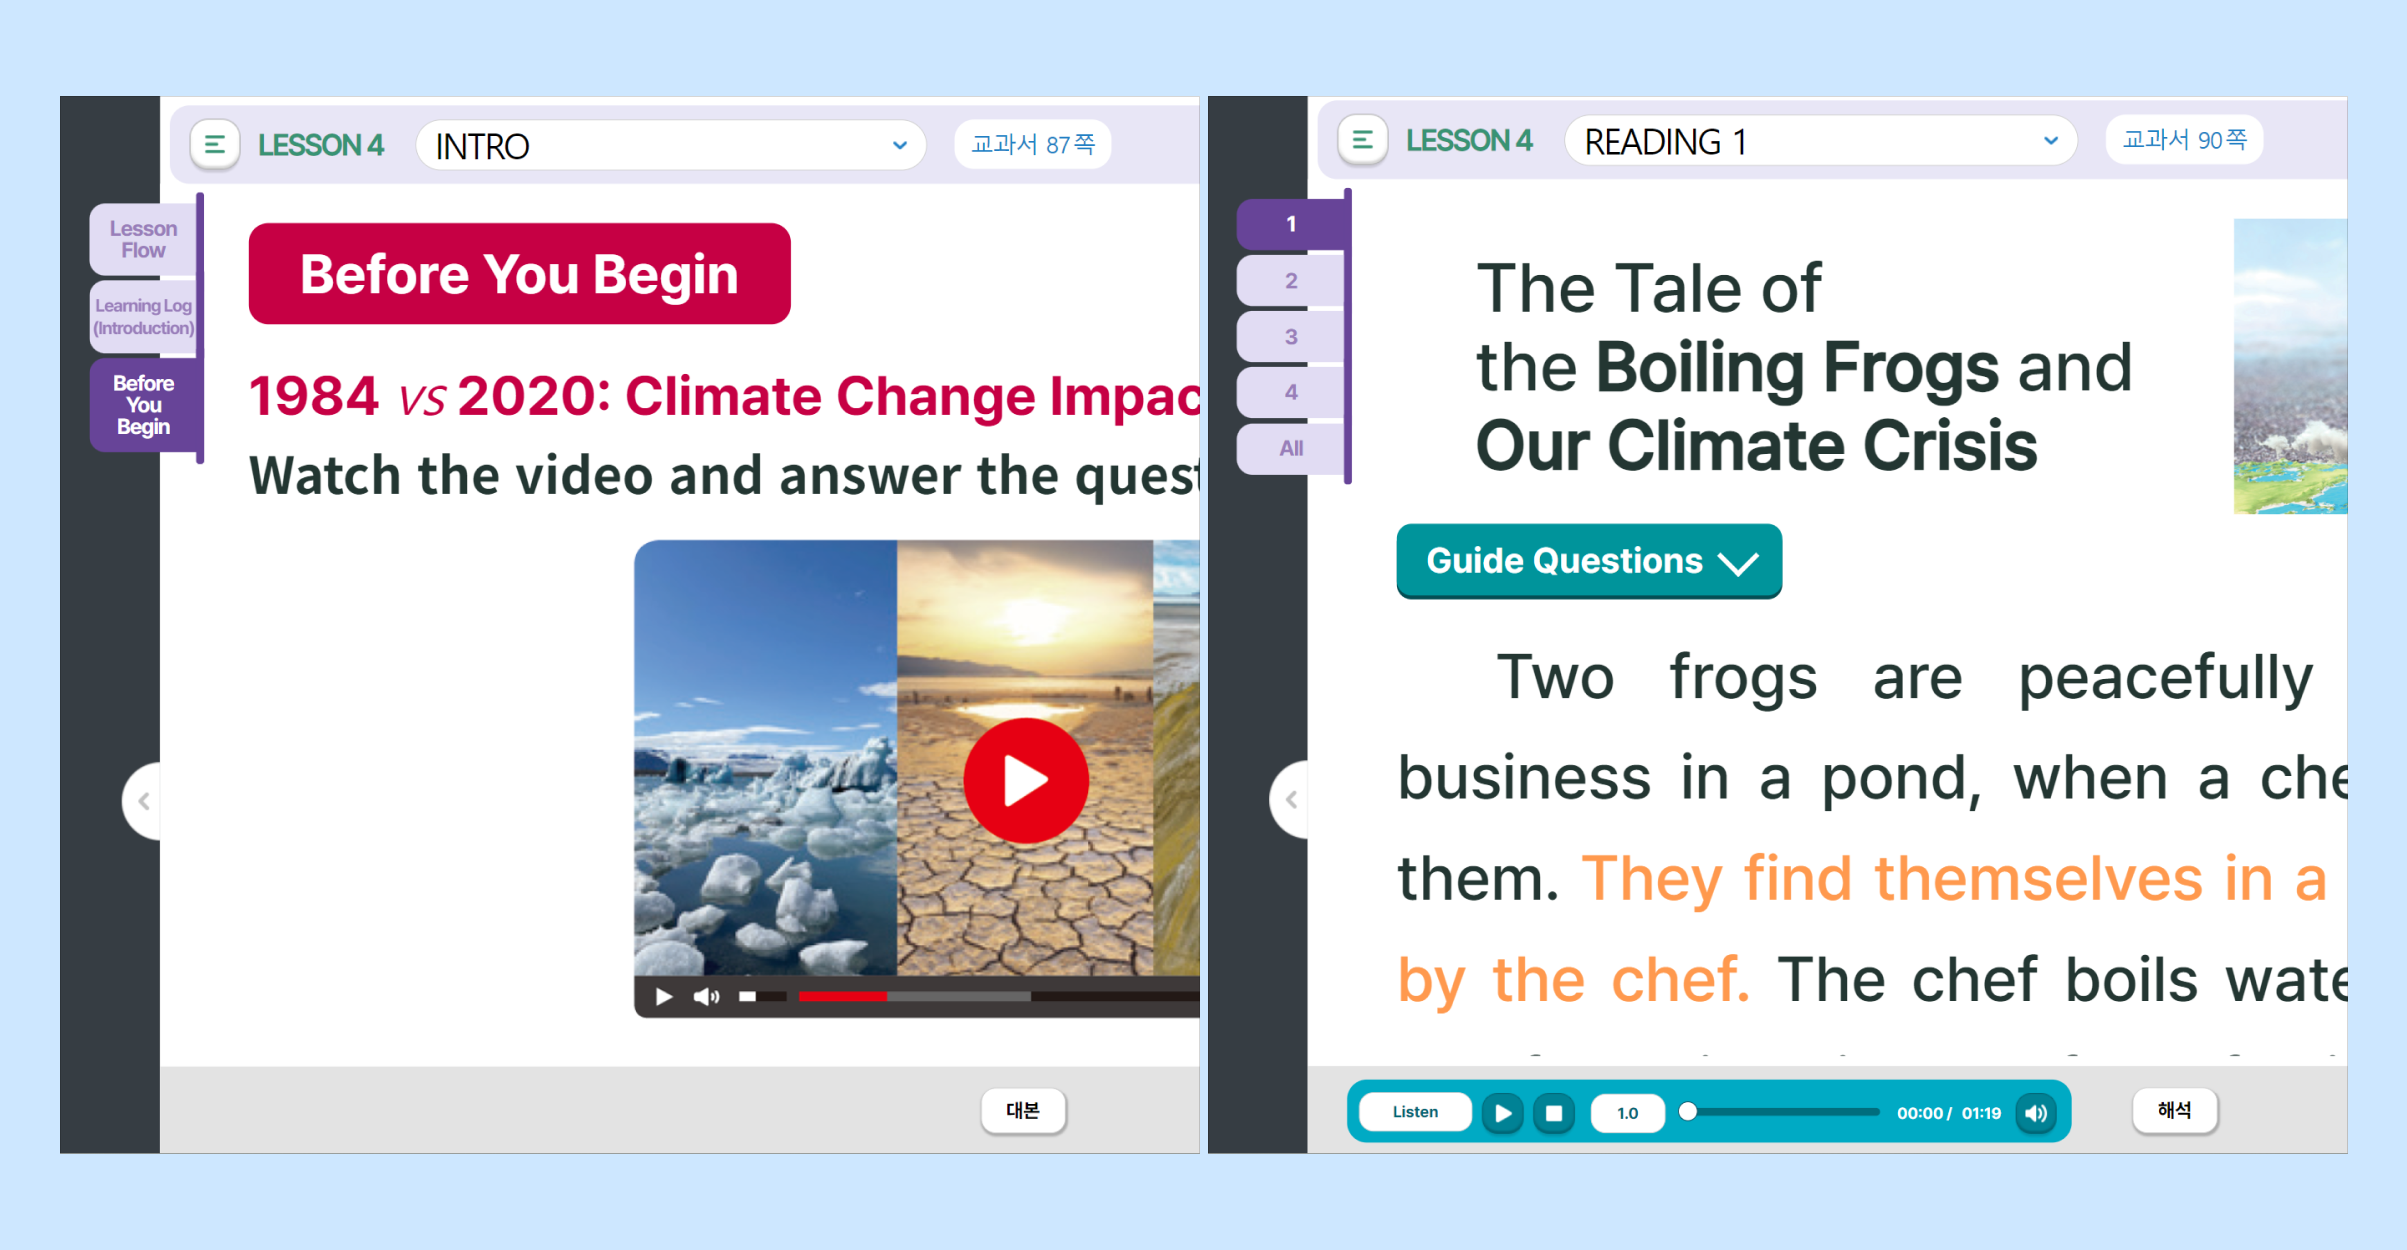 LESSON 4
INTRO
교과서 87쪽
Lesson
Flow
Learning Log
(Introduction)
Before
You
Begin
Before You Begin
1984 vs 2020: Climate Change Impac
Watch the video and answer the quest
대본
LESSON 4
READING 1
교과서 90쪽
1
2
3
4
All
The Tale of
the Boiling Frogs and
Our Climate Crisis
Guide Questions
Two frogs are peacefully
business in a pond, when a che
them. They find themselves in a
by the chef. The chef boils wate
Listen
1.0
00:00 / 01:19
해석